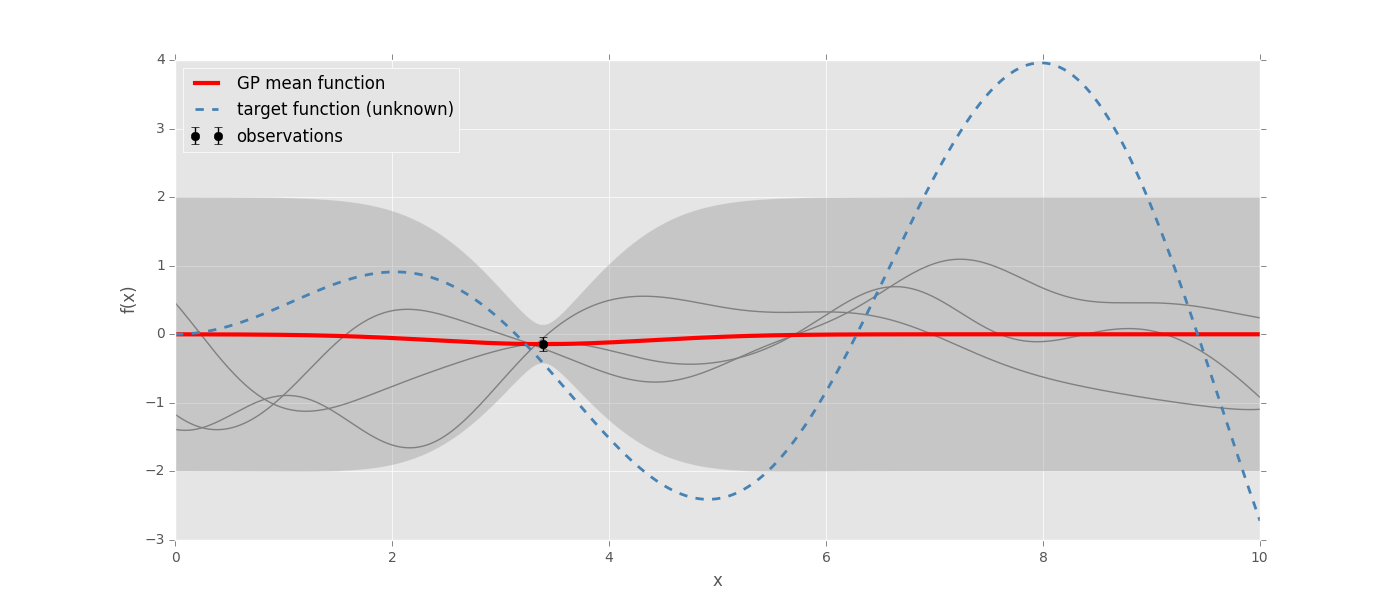 4
3
2
1
0
−1
−2
−3
f(x)
GP mean function
target function (unknown)
observations
0 2 4 6 8 10
x